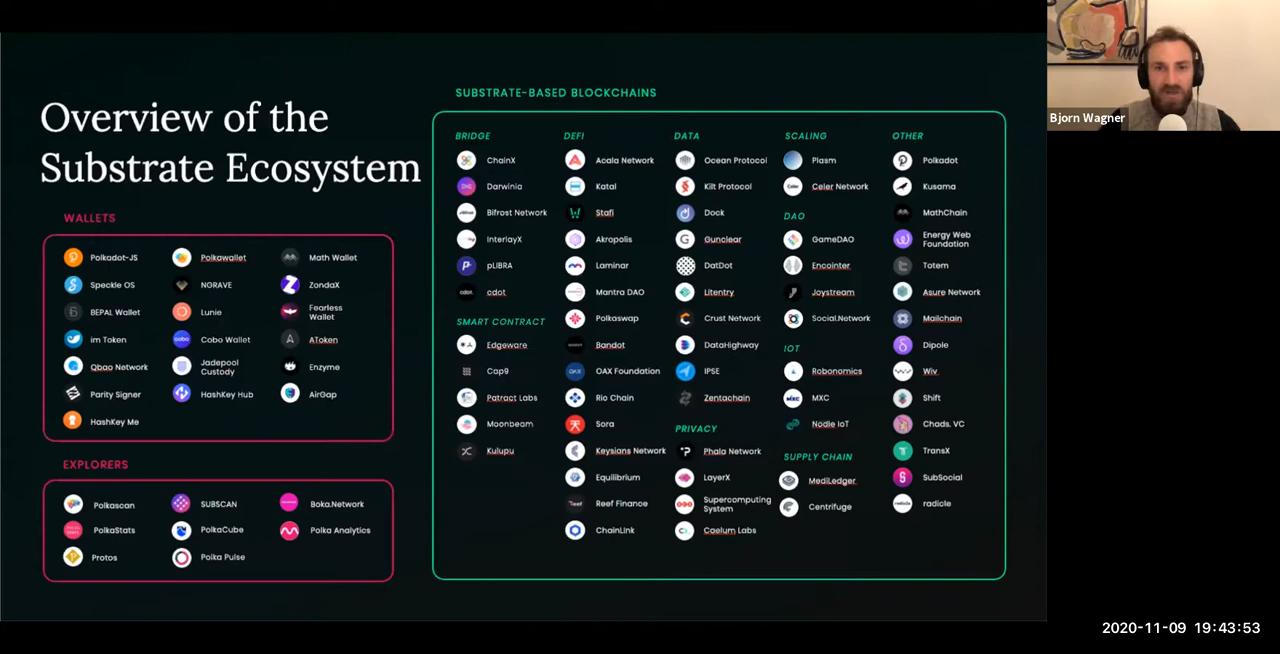 Overview of the
Substrate Ecosystem
WALLETS
Polkadot-JS
Polkawallet
Math Wallet
Speckle OS
NGRAVE
ZondaX
BEPAL Wallet
Lunie
Fearless
Wallet
im Token
Cobo Wallet
AToken
Qbao Network
Jadepool
Custody
Enzyme
Parity Signer
HashKey Hub
AirGap
HashKey Me
EXPLORERS
Polkascan
SUBSCAN
Boka.Network
PolkaStats
PolkaCube
Polka Analytics
Protos
Polka Pulse
SUBSTRATE-BASED BLOCKCHAINS
BRIDGE
ChainX
Darwinia
Bifrost Network
InterlayX
pLIBRA
cdot
SMART CONTRACT
Edgeware
Cap9
Patract Labs
Moonbeam
Kulupu
DEFI
Acala Network
Katal
Stafi
Akropolis
Laminar
Mantra DAO
Polkaswap
Bandot
OAX Foundation
Rio Chain
Sora
Keysians Network
Equilibrium
Reef Finance
ChainLink
DATA
Ocean Protocol
Kilt Protocol
Dock
Gunclear
DatDot
Litentry
Crust Network
DataHighway
IPSE
Zentachain
PRIVACY
Phala Network
LayerX
Supercomputing
System
Caelum Labs
SCALING
Plasm
Celer Network
DAO
GameDAO
Encointer
Joystream
Social.Network
IOT
Robonomics
MXC
Nodle IoT
SUPPLY CHAIN
MediLedger
Centrifuge
OTHER
Polkadot
Kusama
MathChain
Energy Web
Foundation
Totem
Asure Network
Mailchain
Dipole
Wiv
Shift
Chads. VC
TransX
SubSocial
radicle
Bjorn Wagner
2020-11-09 19:43:53